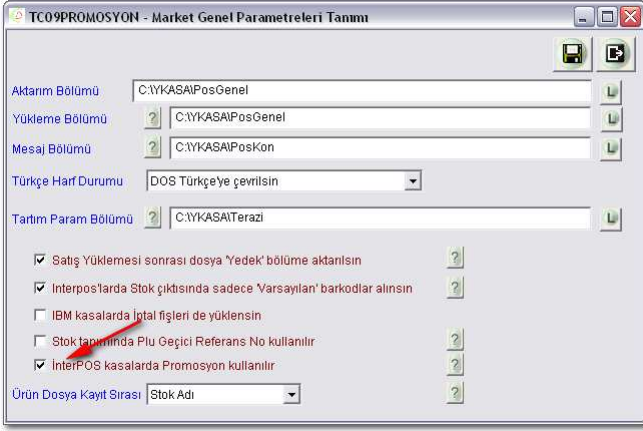 TC09PROMOSYON - Market Genel Parametreleri Tanımı
Aktarım Bölümü C:\YKASA\PosGenel L
Yükleme Bölümü ? C:\YKASA\PosGenel L
Mesaj Bölümü ? C:\YKASA\PosKon L
Türkçe Harf Durumu DOS Türkçe'ye çevrilsin
Tartım Param Bölümü ? C:\YKASA\Terazi L
Satış Yüklemesi sonrası dosya 'Yedek' bölüme aktarılsın ?
Interpos'larda Stok çıktısında sadece 'Varsayılan' barkodlar alınsın ?
IBM kasalarda İptal fişleri de yüklensin
Stok tanımında Plu Geçici Referans No kullanılır ?
İnterPOS kasalarda Promosyon kullanılır ?
Ürün Dosya Kayıt Sırası Stok Adı ?